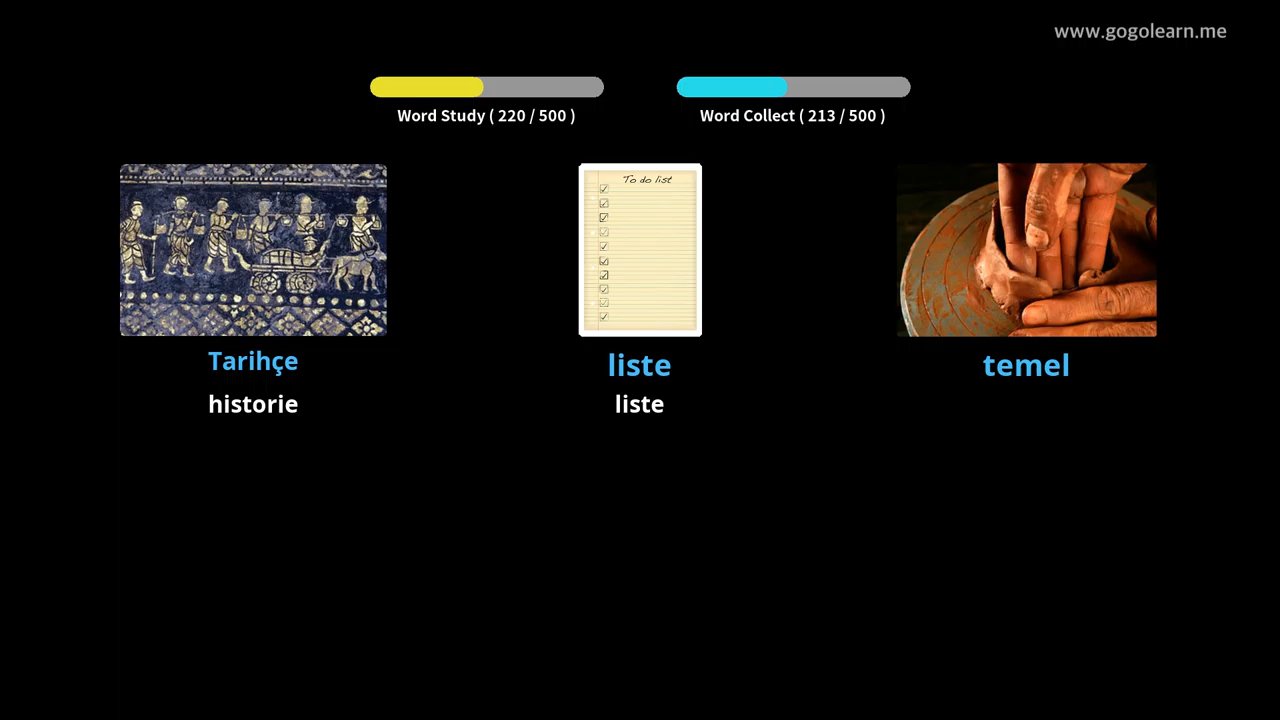 www.gogolearn.me
Word Study ( 220 / 500 )
Word Collect ( 213 / 500 )
To do list
Tarihçe
liste
temel
historie
liste